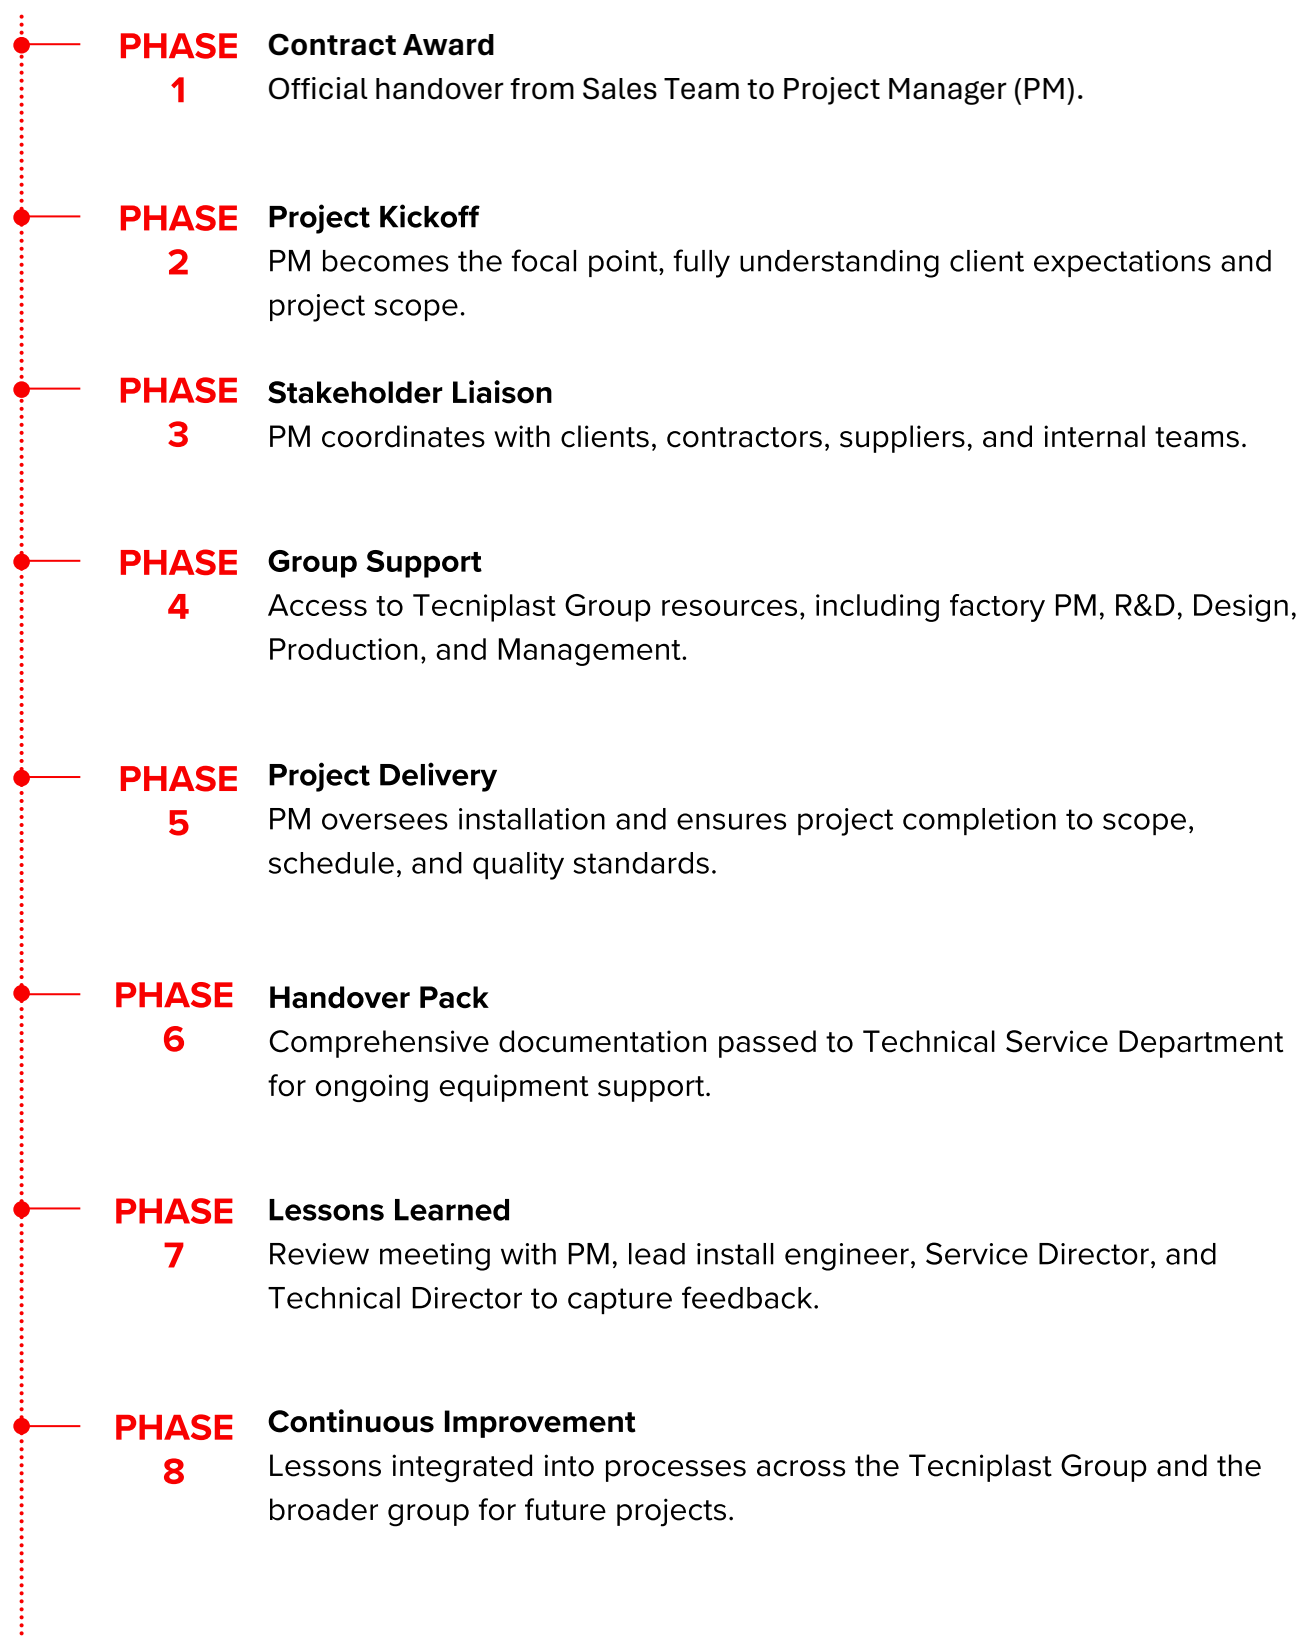 PHASE
1
Contract Award
Official handover from Sales Team to Project Manager (PM).
PHASE
2
Project Kickoff
PM becomes the focal point, fully understanding client expectations and
project scope.
PHASE
3
Stakeholder Liaison
PM coordinates with clients, contractors, suppliers, and internal teams.
PHASE
4
Group Support
Access to Tecniplast Group resources, including factory PM, R&D, Design,
Production, and Management.
PHASE
5
Project Delivery
PM oversees installation and ensures project completion to scope,
schedule, and quality standards.
PHASE
6
Handover Pack
Comprehensive documentation passed to Technical Service Department
for ongoing equipment support.
PHASE
7
Lessons Learned
Review meeting with PM, lead install engineer, Service Director, and
Technical Director to capture feedback.
PHASE
8
Continuous Improvement
Lessons integrated into processes across the Tecniplast Group and the
broader group for future projects.